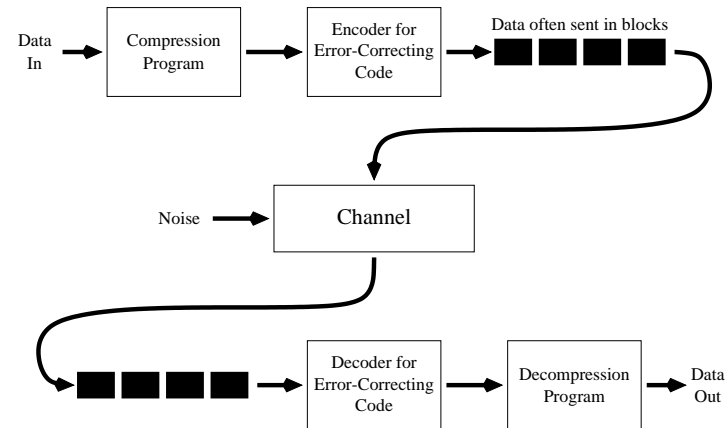 Data
In
Compression
Program
Encoder for
Error-Correcting
Code
Data often sent in blocks
Noise
Channel
Decoder for
Error-Correcting
Code
Decompression
Program
Data
Out